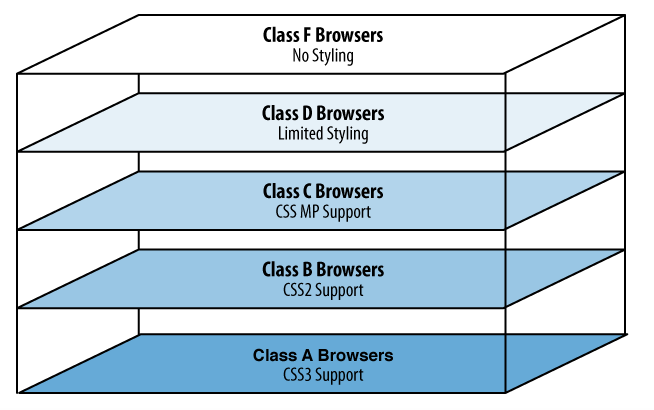 Class F Browsers
No Styling
Class D Browsers
Limited Styling
Class C Browsers
CSS MP Support
Class B Browsers
CSS2 Support
Class A Browsers
CSS3 Support